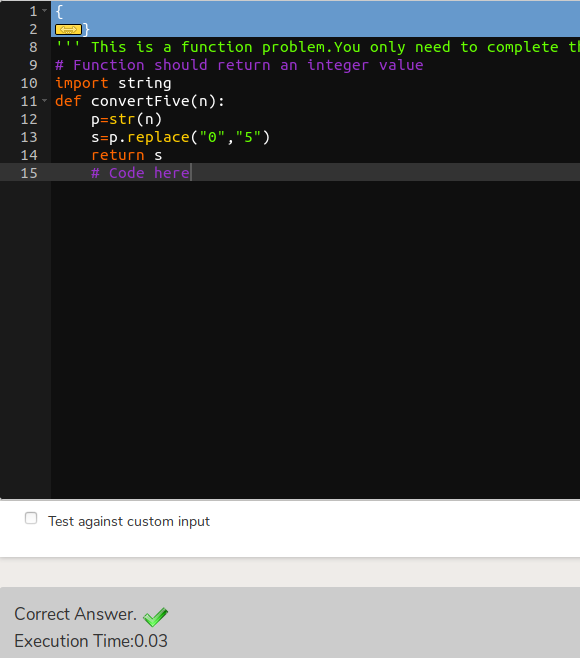 1 {
2 }
8 ''' This is a function problem.You only need to complete
9 # Function should return an integer value
10 import string
11 def convertFive(n):
12 p=str(n)
13 s=p.replace("0","5")
14 return s
15 # Code here
Test against custom input
Correct Answer.
Execution Time:0.03